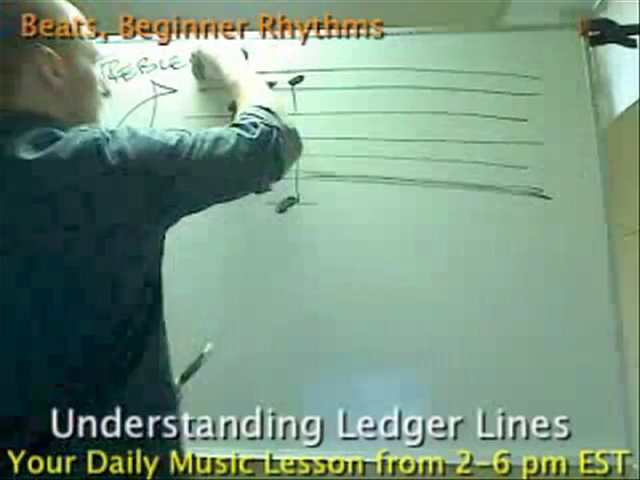 Beats, Beginner Rhythms
TREBLE
Understanding Ledger Lines
Your Daily Music Lesson from 2-6 pm EST